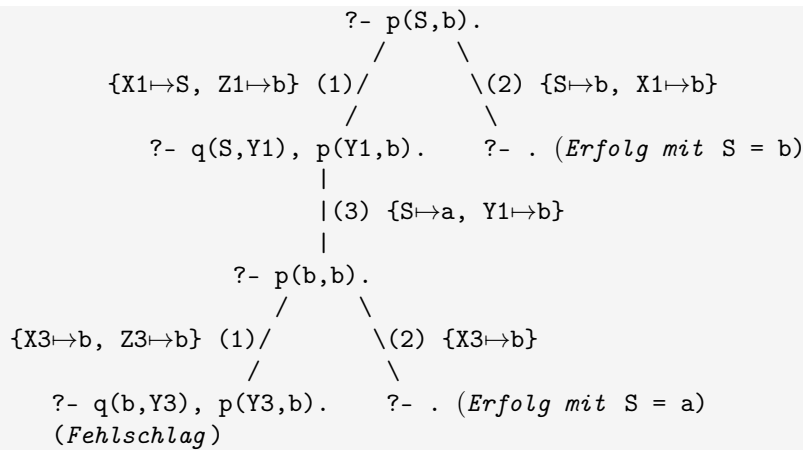 ?- p(S,b).
/ \
{X1↦S, Z1↦b} (1)/ \(2) {S↦b, X1↦b}
/ \
?- q(S,Y1), p(Y1,b). ?- . (Erfolg mit S = b)
|
|(3) {S↦a, Y1↦b}
|
?- p(b,b).
/ \
{X3↦b, Z3↦b} (1)/ \(2) {X3↦b}
/ \
?- q(b,Y3), p(Y3,b). ?- . (Erfolg mit S = a)
(Fehlschlag)